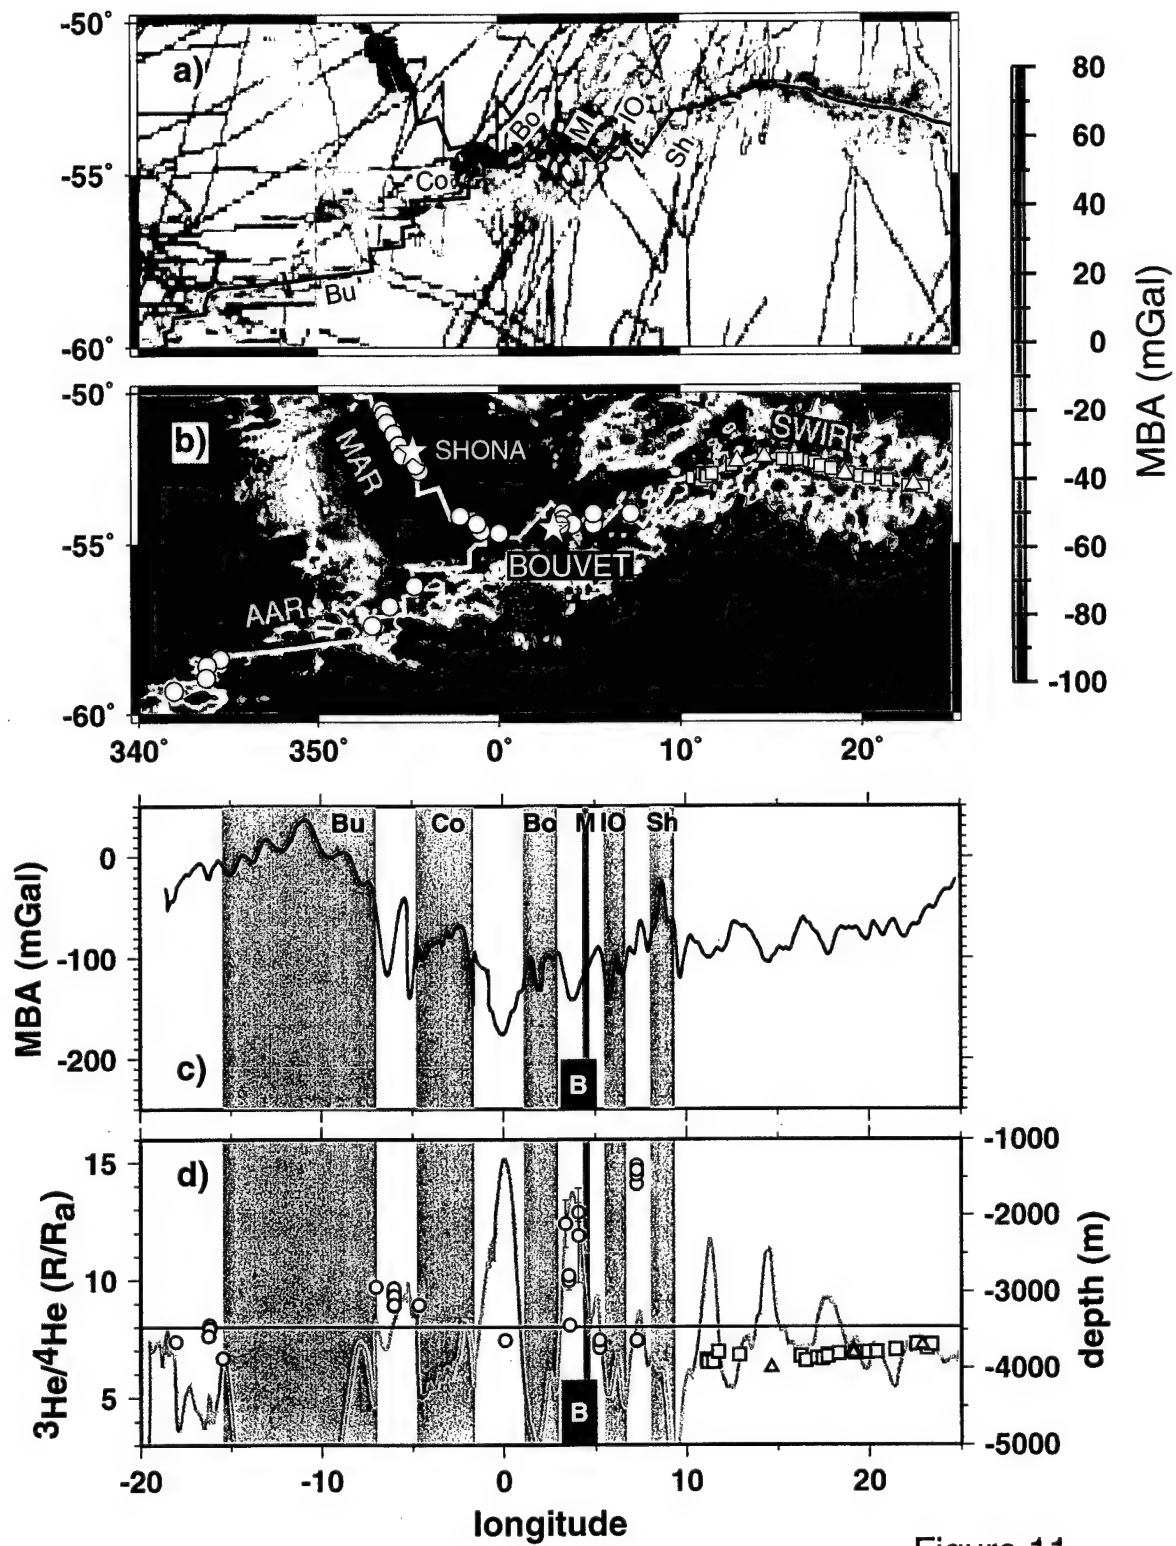 -50°
a)
Bo
M
IO
Sh
-55°
Co
Bu
-60°
80
60
40
20
0
-20
-40
-60
-80
-100
MBA (mGal)
-50°
b)
MAR
SHONA
SWIR
-55°
BOUVET
AAR
-60°
340° 350° 0° 10° 20°
Bu Co Bo M IO Sh
0
-100
-200
MBA (mGal)
c)
B
d)
15
10
5
3He/4He (R/Ra)
-1000
-2000
-3000
-4000
-5000
depth (m)
B
-20 -10 0 10 20
longitude
Figure 11